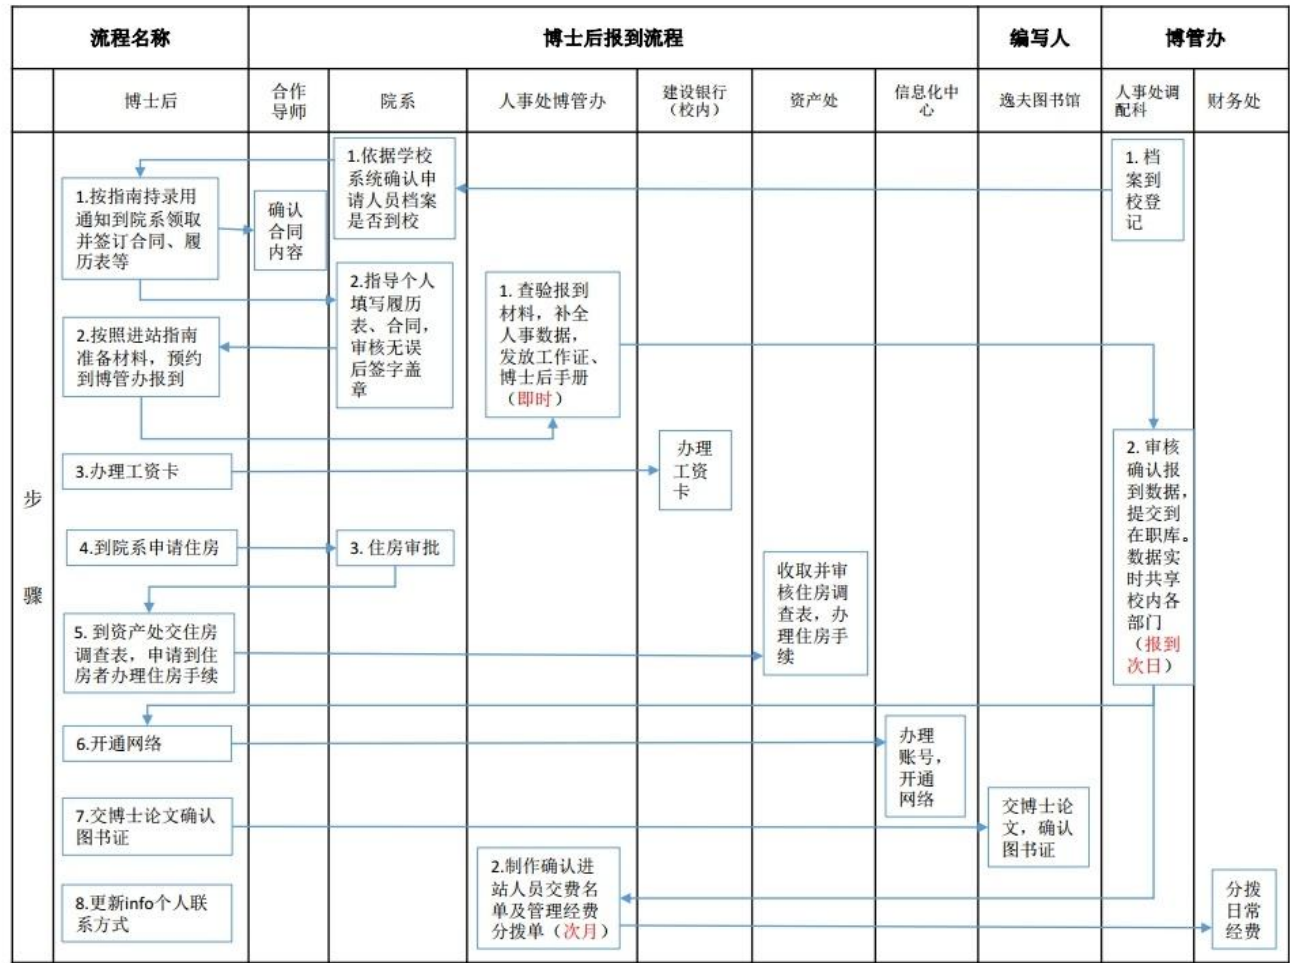 流程名称
博士后报到流程
编写人
博管办
博士后
合作
导师
院系
人事处博管办
建设银行
（校内）
资产处
信息化中
心
逸夫图书馆
人事处调
配科
财务处
步
骤
1.依据学校
系统确认申
请人员档案
是否到校
1. 档
案到
校登
记
1.按指南持录用
通知到院系领取
并签订合同、履
历表等
确认
合同
内容
2.指导个人
填写履历
表、合同，
审核无误
后签字盖
章
1. 查验报到
材料，补全
人事数据，
发放工作证、
博士后手册
（即时）
2.按照进站指南
准备材料，预约
到博管办报到
3.办理工资卡
办理
工资
卡
2. 审核
确认报
到数据，
提交到
在职库。
数据实
时共享
校内各
部门
（报到
次日）
4.到院系申请住房
3. 住房审批
收取并审
核住房调
查表，办
理住房手
续
5. 到资产处交住房
调查表，申请到住
房者办理住房手续
6.开通网络
办理
账号，
开通
网络
7.交博士论文确认
图书证
交博士论
文，确认
图书证
2.制作确认进
站人员交费名
单及管理经费
分拨单（次月）
8.更新info个人联
系方式
分拨
日常
经费